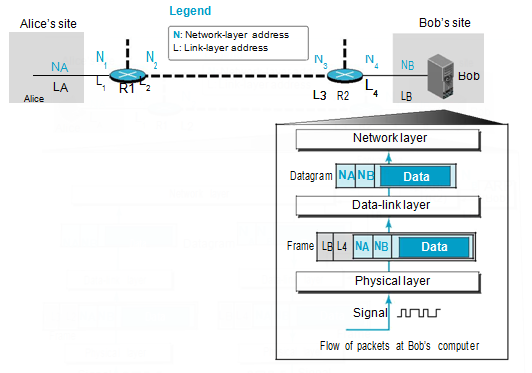 Legend
Alice's site
Bob's site
N: Network-layer address
L: Link-layer address
NA
N1
N2
N3
N4
NB
Bob
LA
L1
R1
L2
L3
R2
L4
LB
Alice
Network layer
Datagram NA NB Data
Data-link layer
Frame LB L4 NA NB Data
Physical layer
Signal
Flow of packets at Bob's computer